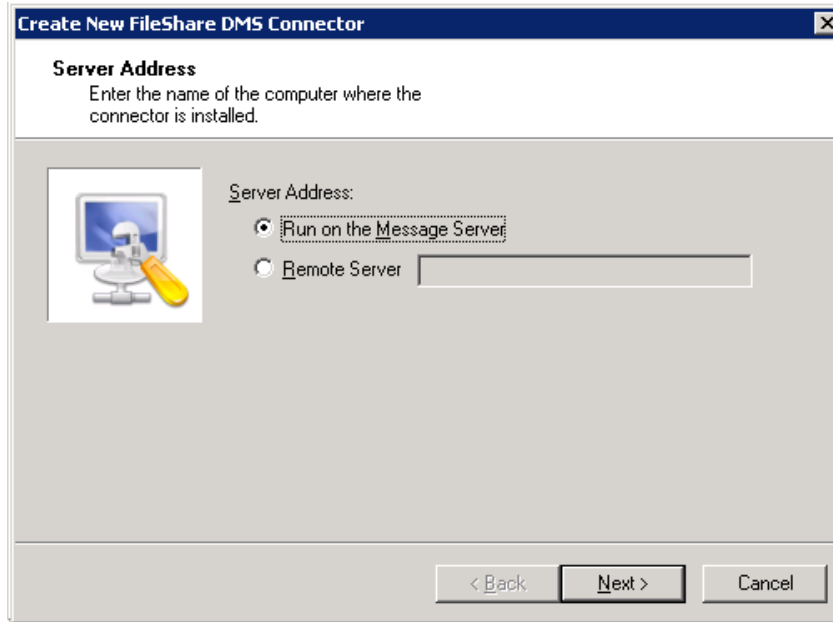 Create New FileShare DMS Connector
Server Address
Enter the name of the computer where the
connector is installed.
Server Address:
Run on the Message Server
Remote Server
< Back
Next >
Cancel